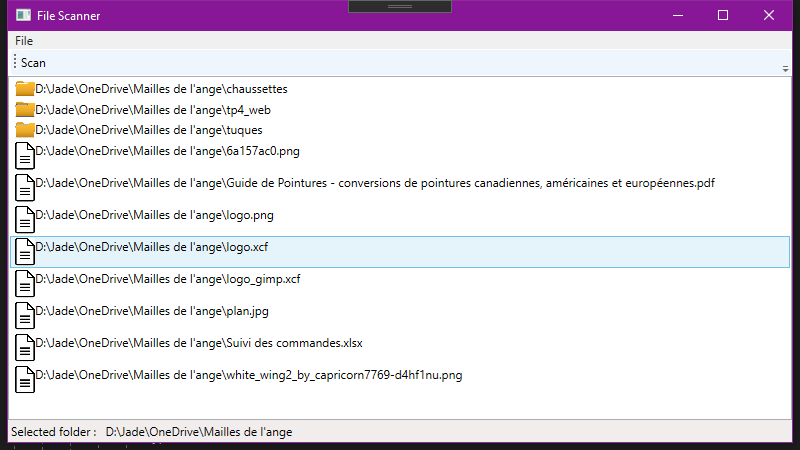 File Scanner
File
Scan
D:\Jade\OneDrive\Mailles de l'ange\chaussettes
D:\Jade\OneDrive\Mailles de l'ange\tp4_web
D:\Jade\OneDrive\Mailles de l'ange\tuques
D:\Jade\OneDrive\Mailles de l'ange\6a157ac0.png
D:\Jade\OneDrive\Mailles de l'ange\Guide de Pointures - conversions de pointures canadiennes, américaines et européennes.pdf
D:\Jade\OneDrive\Mailles de l'ange\logo.png
D:\Jade\OneDrive\Mailles de l'ange\logo.xcf
D:\Jade\OneDrive\Mailles de l'ange\logo_gimp.xcf
D:\Jade\OneDrive\Mailles de l'ange\plan.jpg
D:\Jade\OneDrive\Mailles de l'ange\Suivi des commandes.xlsx
D:\Jade\OneDrive\Mailles de l'ange\white_wing2_by_capricorn7769-d4hf1nu.png
Selected folder : D:\Jade\OneDrive\Mailles de l'ange